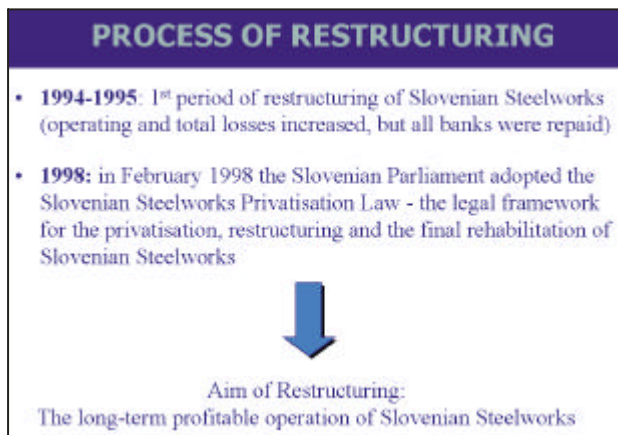 PROCESS OF RESTRUCTURING
• 1994-1995: 1st period of restructuring of Slovenian Steelworks
(operating and total losses increased, but all banks were repaid)
• 1998: in February 1998 the Slovenian Parliament adopted the
Slovenian Steelworks Privatisation Law - the legal framework
for the privatisation, restructuring and the final rehabilitation of
Slovenian Steelworks
Aim of Restructuring:
The long-term profitable operation of Slovenian Steelworks